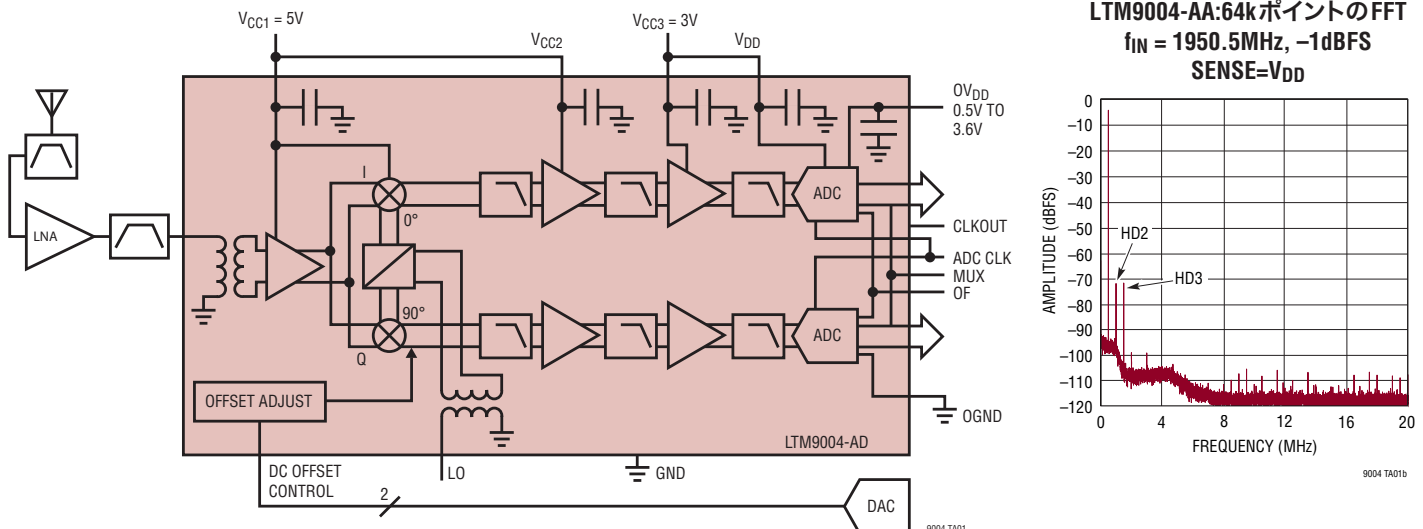 VCC1 = 5V
VCC2
VCC3 = 3V
VDD
OVDD
0.5V TO
3.6V
LNA
I
0°
90°
Q
ADC
ADC
CLKOUT
ADC CLK
MUX
OF
OGND
OFFSET ADJUST
LTM9004-AD
DC OFFSET
CONTROL
LO
GND
2
DAC
9004 TA01
LTM9004-AA:64kポイントのFFT
fIN = 1950.5MHz, –1dBFS
SENSE=VDD
AMPLITUDE (dBFS)
0
–10
–20
–30
–40
–50
–60
–70
–80
–90
–100
–110
–120
HD2
HD3
0
4
8
12
16
20
FREQUENCY (MHz)
9004 TA01b